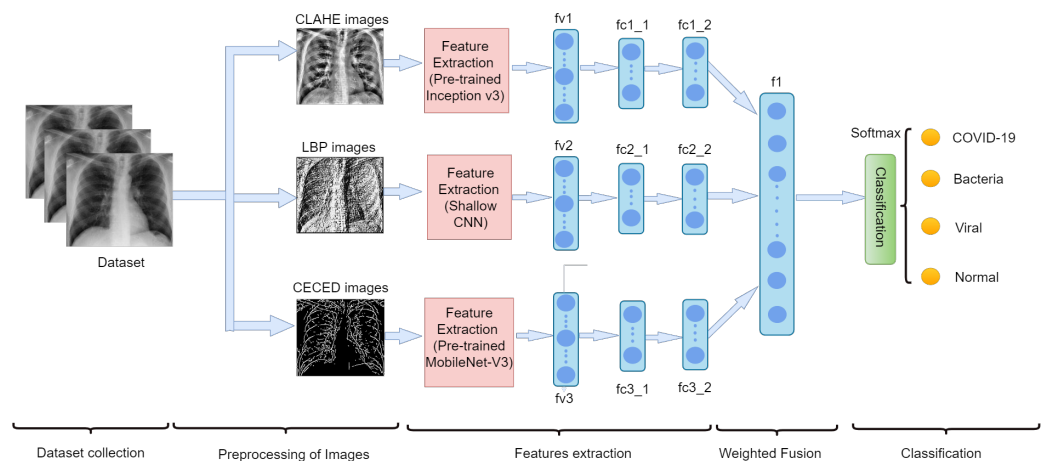 CLAHE images
Feature
Extraction
(Pre-trained
Inception v3)
fv1
fc1_1
fc1_2
f1
LBP images
Feature
Extraction
(Shallow
CNN)
fv2
fc2_1
fc2_2
Dataset
CECED images
Feature
Extraction
(Pre-trained
MobileNet-V3)
fv3
fc3_1
fc3_2
Softmax
Classification
COVID-19
Bacteria
Viral
Normal
Dataset collection
Preprocessing of Images
Features extraction
Weighted Fusion
Classification